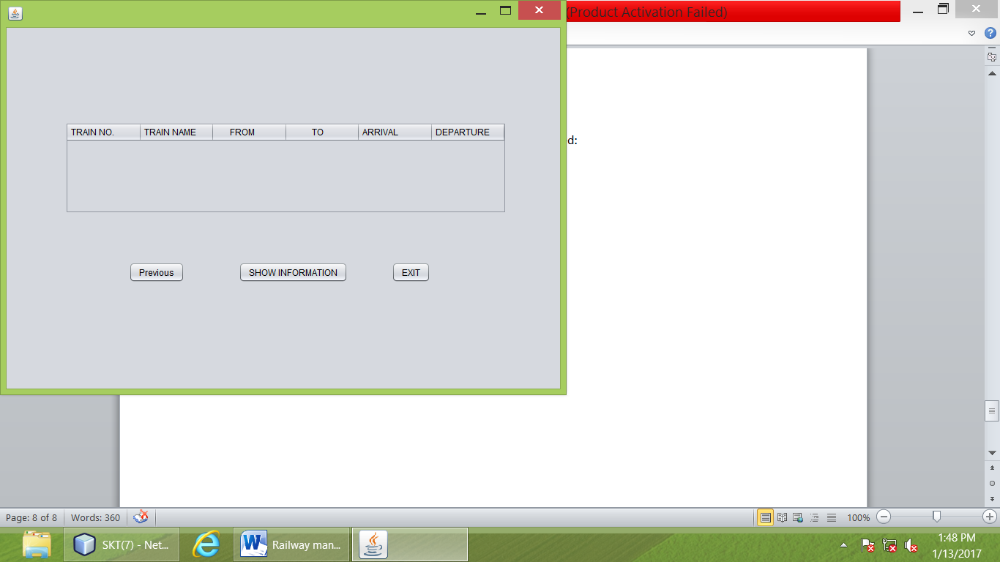 (Product Activation Failed)
ed:
TRAIN NO. TRAIN NAME FROM TO ARRIVAL DEPARTURE
Previous SHOW INFORMATION EXIT
Page: 8 of 8 Words: 360 100%
SKT(7) - Net... Railway man... 1:48 PM
1/13/2017